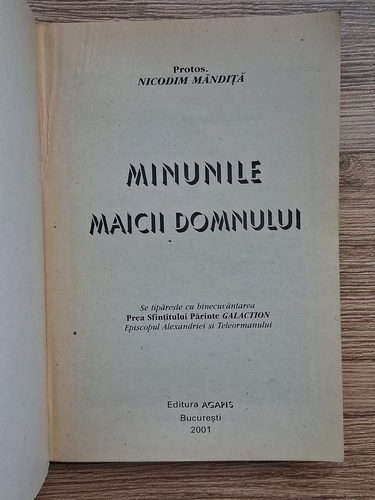 Protos.
NICODIM MĂNDIȚĂ
MINUNILE
MAICII DOMNULUI
Se tipărește cu binecuvântarea
Prea Sfințitului Părinte GALACTION
Episcopul Alexandriei și Teleormanului
Editura AGAPIS
București
2001